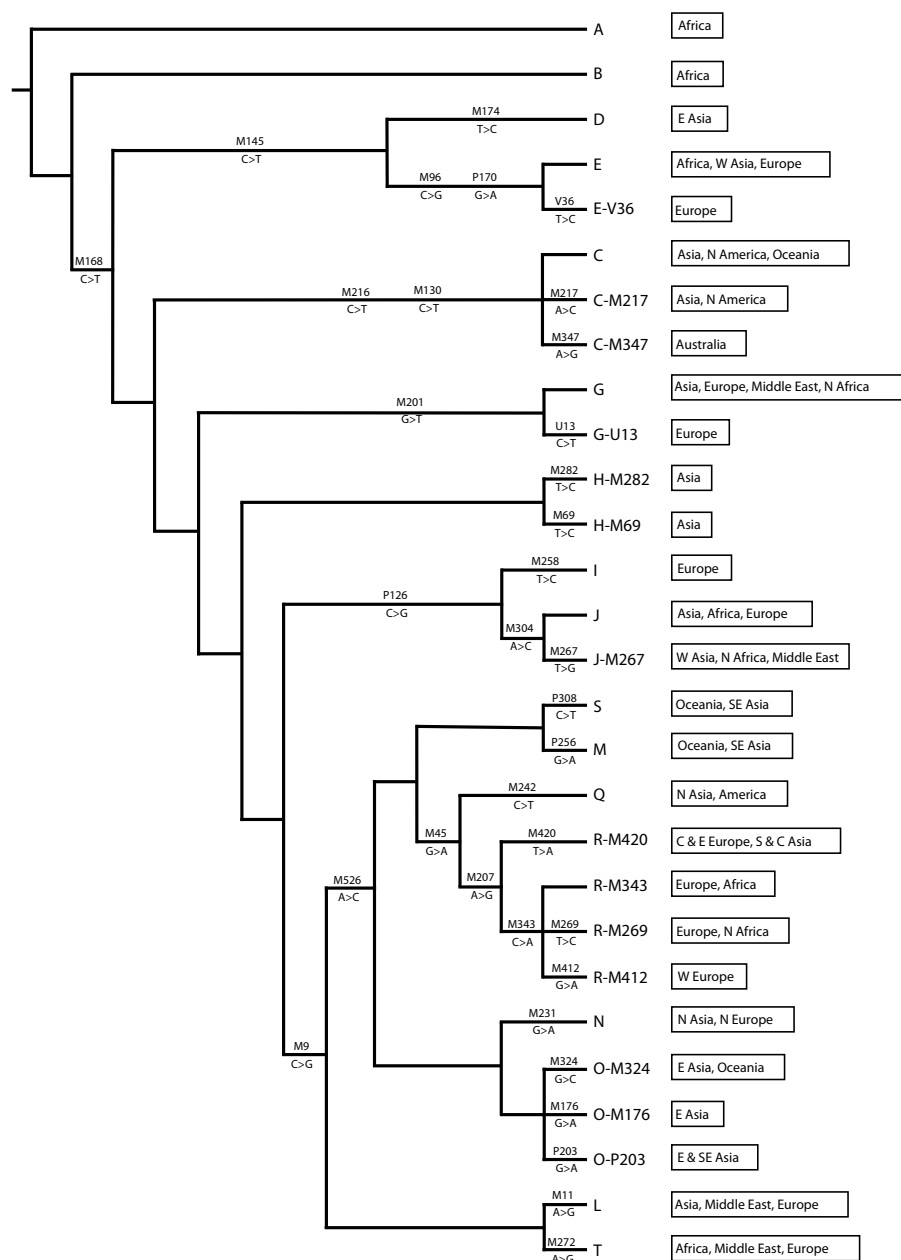 A Africa
B Africa
M174
D E Asia
T>C
M145
C>T
E Africa, W Asia, Europe
M96 P170
C>G G>A
V36
E-V36 Europe
T>C
C Asia, N America, Oceania
M168
C>T
M216 M130
C>T C>T
M217
C-M217 Asia, N America
A>C
M347
C-M347 Australia
A>G
G Asia, Europe, Middle East, N Africa
M201
G>T
U13
G-U13 Europe
C>T
M282
H-M282 Asia
T>C
M69
H-M69 Asia
T>C
M258
I Europe
T>C
P126
C>G
J Asia, Africa, Europe
M304
A>C
M267
J-M267 W Asia, N Africa, Middle East
T>G
P308
S Oceania, SE Asia
C>T
P256
M Oceania, SE Asia
G>A
M242
Q N Asia, America
C>T
M45
G>A
M420
R-M420 C & E Europe, S & C Asia
T>A
M526
A>C
M207
A>G
R-M343 Europe, Africa
M343
C>A
M269
R-M269 Europe, N Africa
T>C
M412
R-M412 W Europe
G>A
M231
N N Asia, N Europe
G>A
M9
C>G
M324
O-M324 E Asia, Oceania
G>C
M176
O-M176 E Asia
G>A
P203
O-P203 E & SE Asia
G>A
M11
L Asia, Middle East, Europe
A>G
M272
T Africa, Middle East, Europe
A>G